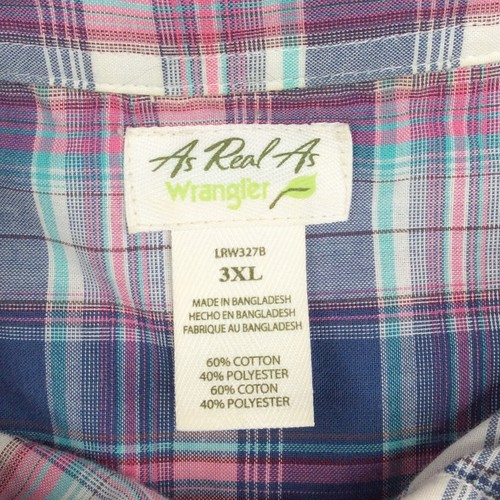 As Real As
Wrangler
LRW327B
3XL
MADE IN BANGLADESH
HECHO EN BANGLADESH
FABRIQUE AU BANGLADESH
60% COTTON
40% POLYESTER
60% COTON
40% POLYESTER